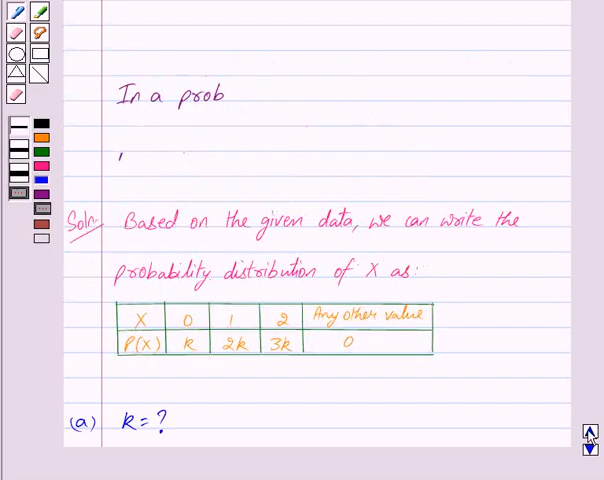 In a prob
Soln. Based on the given data, we can write the
probability distribution of X as:
X 0 1 2 Any other value
P(X) k 2k 3k 0
(a) k = ?